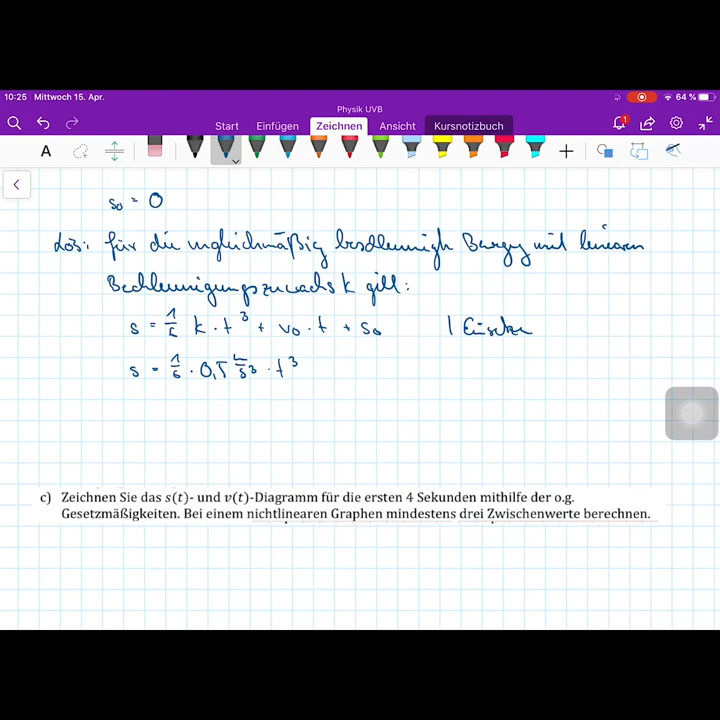 10:25 Mittwoch 15. Apr. 64 %
Physik UVB
Start Einfügen Zeichnen Ansicht Kursnotizbuch 1
A
s₀ = 0
Lös: für die ungleichmäßig beschleunigte Bewegg mit linearem
Beschleunigungszuwachs k gilt:
s = 1/6 k · t³ + v₀ · t + s₀ | Einsetzen
s = 1/6 · 0,5 m/s³ · t³
c) Zeichnen Sie das s(t)- und v(t)-Diagramm für die ersten 4 Sekunden mithilfe der o.g.
Gesetzmäßigkeiten. Bei einem nichtlinearen Graphen mindestens drei Zwischenwerte berechnen.